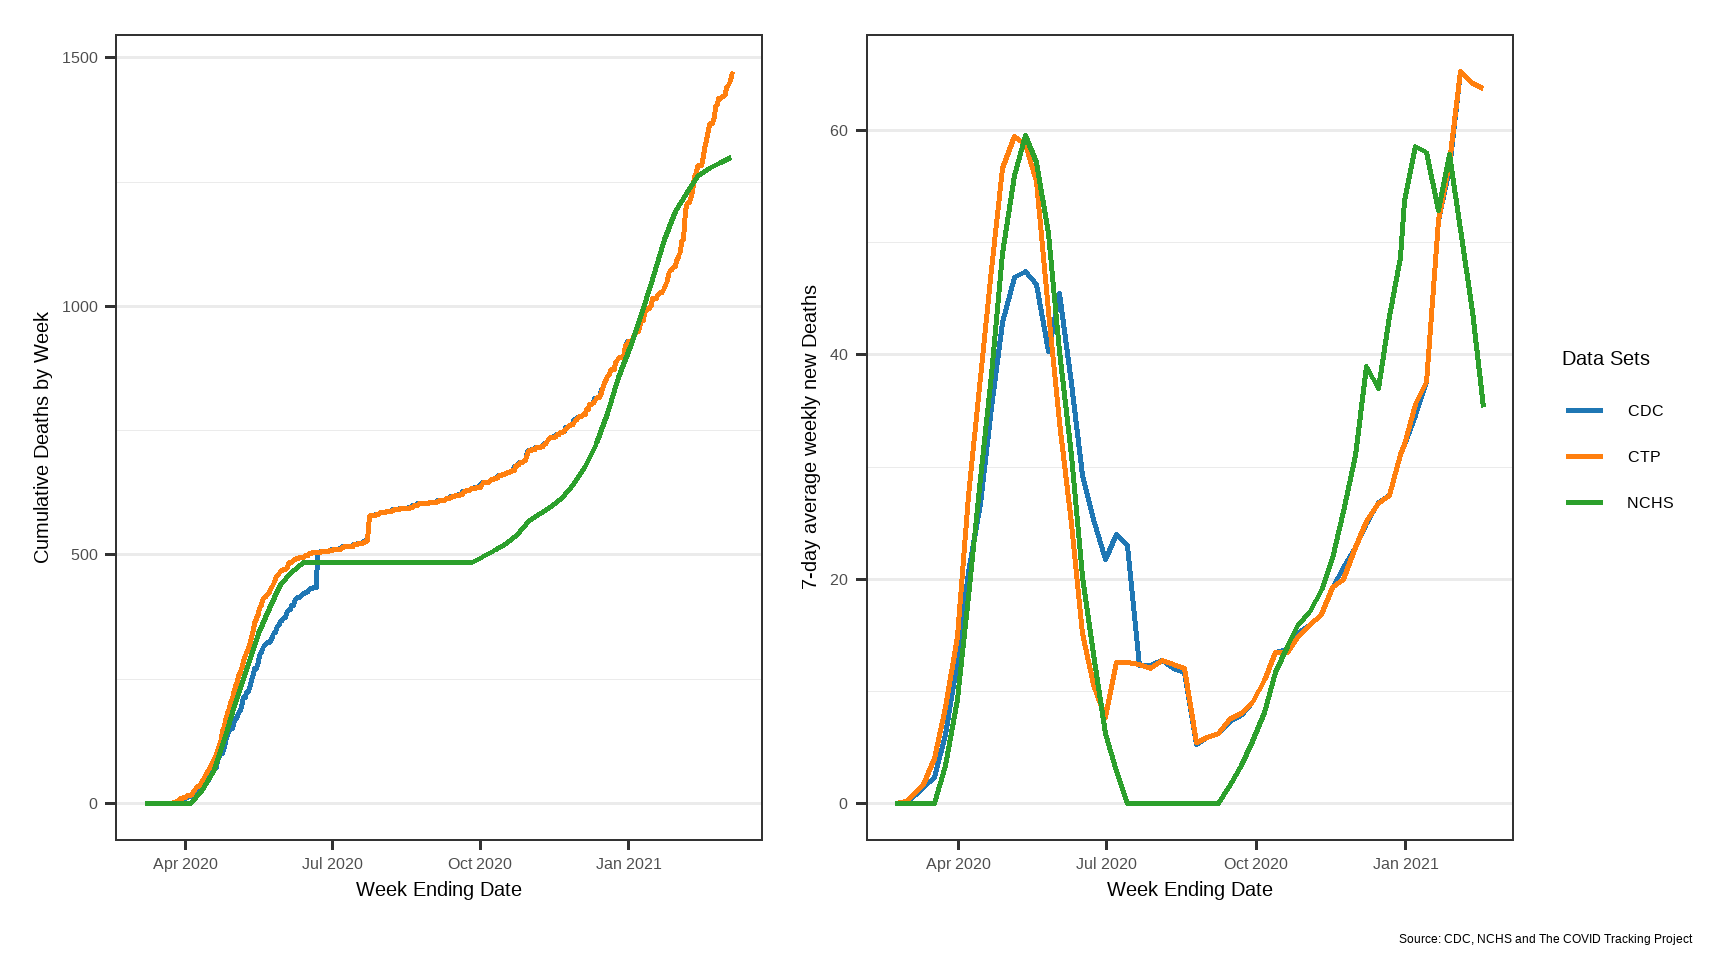 Cumulative Deaths by Week
1500
1000
500
0
Apr 2020
Jul 2020
Oct 2020
Jan 2021
Week Ending Date
7-day average weekly new Deaths
60
40
20
0
Apr 2020
Jul 2020
Oct 2020
Jan 2021
Week Ending Date
Data Sets
CDC
CTP
NCHS
Source: CDC, NCHS and The COVID Tracking Project